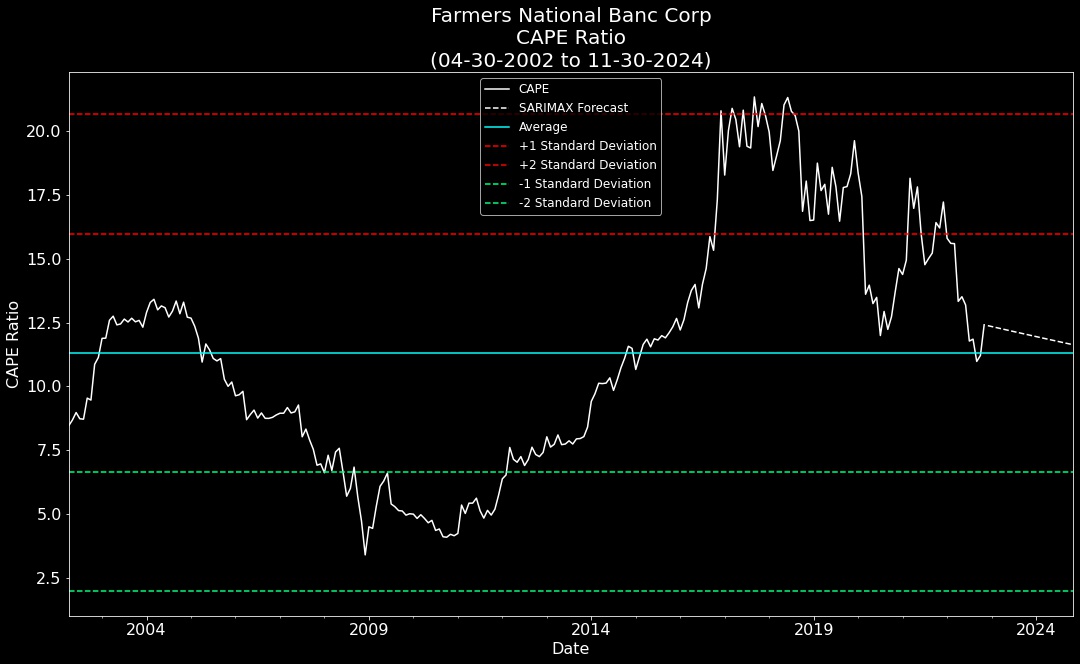 Farmers National Banc Corp
CAPE Ratio
(04-30-2002 to 11-30-2024)
CAPE
SARIMAX Forecast
Average
+1 Standard Deviation
+2 Standard Deviation
-1 Standard Deviation
-2 Standard Deviation
CAPE Ratio
20.0
17.5
15.0
12.5
10.0
7.5
5.0
2.5
2004
2009
2014
2019
2024
Date